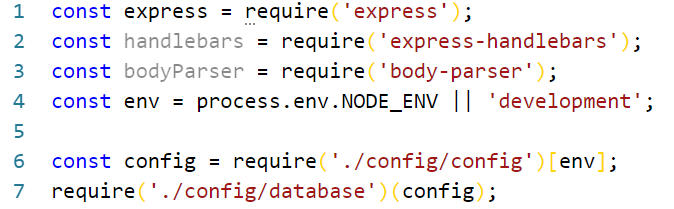 1 const express = require('express');
2 const handlebars = require('express-handlebars');
3 const bodyParser = require('body-parser');
4 const env = process.env.NODE_ENV || 'development';
5
6 const config = require('./config/config')[env];
7 require('./config/database')(config);